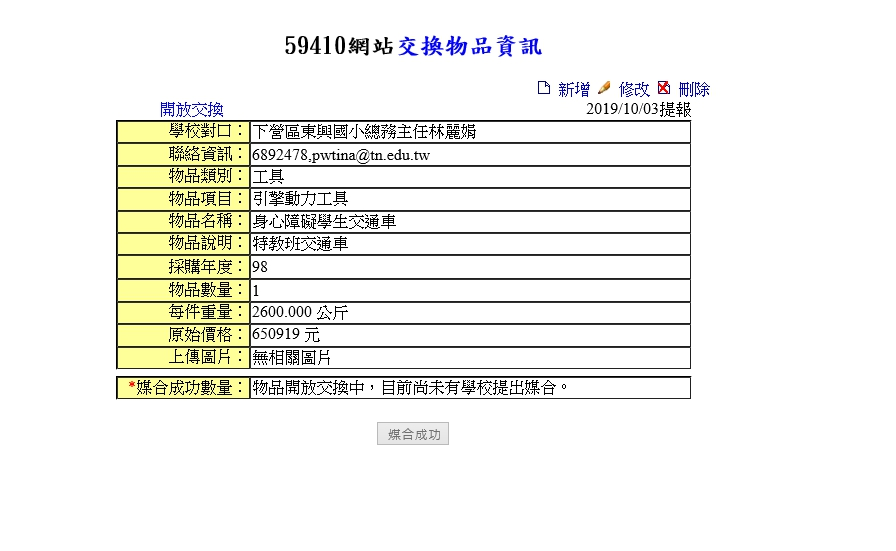 59410網站交換物品資訊
新增 修改 刪除
開放交換 2019/10/03提報
學校對口： 下營區東興國小總務主任林麗娟
聯絡資訊： 6892478,pwtina@tn.edu.tw
物品類別： 工具
物品項目： 引擎動力工具
物品名稱： 身心障礙學生交通車
物品說明： 特教班交通車
採購年度： 98
物品數量： 1
每件重量： 2600.000 公斤
原始價格： 650919 元
上傳圖片： 無相關圖片
*媒合成功數量： 物品開放交換中，目前尚未有學校提出媒合。
媒合成功